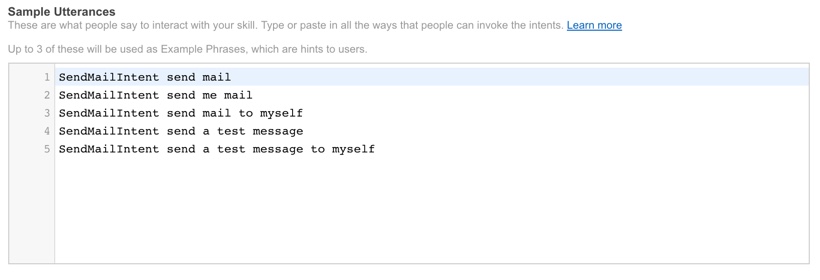 Sample Utterances
These are what people say to interact with your skill. Type or paste in all the ways that people can invoke the intents. Learn more
Up to 3 of these will be used as Example Phrases, which are hints to users.
1 SendMailIntent send mail
2 SendMailIntent send me mail
3 SendMailIntent send mail to myself
4 SendMailIntent send a test message
5 SendMailIntent send a test message to myself